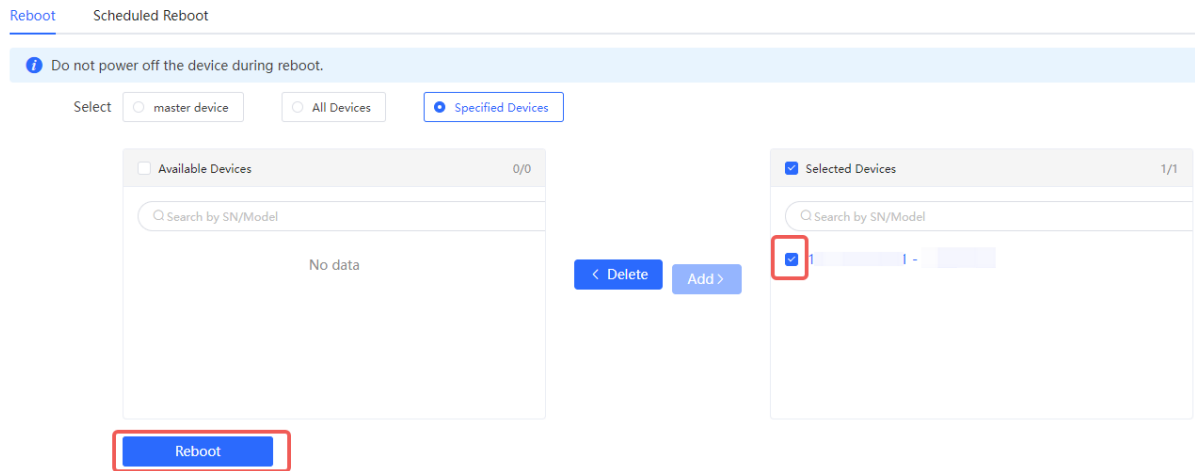 Reboot Scheduled Reboot
Do not power off the device during reboot.
Select master device All Devices Specified Devices
Available Devices 0/0
Selected Devices 1/1
Search by SN/Model
Search by SN/Model
No data
1 1 -
< Delete
Add >
Reboot